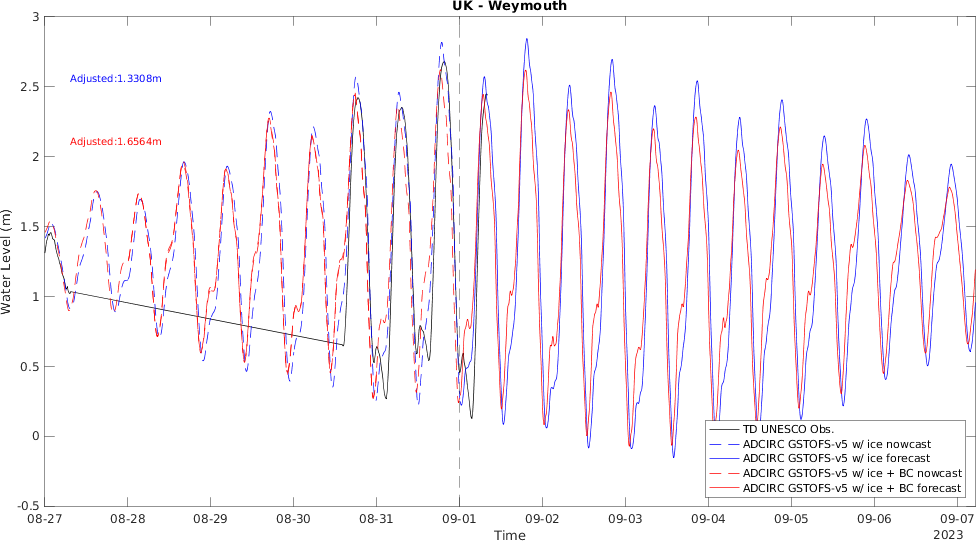 UK - Weymouth
3
2.5
2
1.5
1
0.5
0
-0.5
Water Level (m)
Adjusted:1.3308m
Adjusted:1.6564m
TD UNESCO Obs.
ADCIRC GSTOFS-v5 w/ ice nowcast
ADCIRC GSTOFS-v5 w/ ice forecast
ADCIRC GSTOFS-v5 w/ ice + BC nowcast
ADCIRC GSTOFS-v5 w/ ice + BC forecast
08-27 08-28 08-29 08-30 08-31 09-01 09-02 09-03 09-04 09-05 09-06 09-07
Time
2023